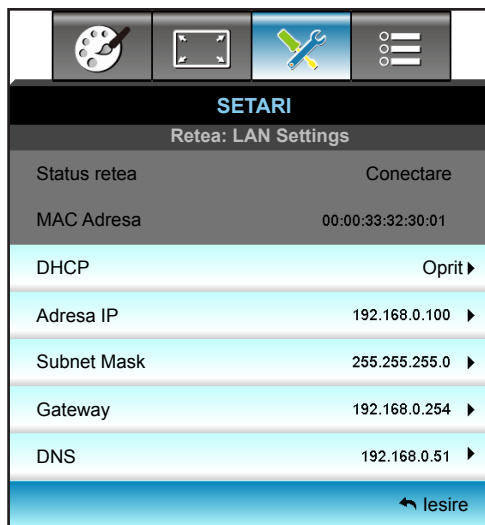 SETARI
Retea: LAN Settings
Status retea Conectare
MAC Adresa 00:00:33:32:30:01
DHCP Oprit
Adresa IP 192.168.0.100
Subnet Mask 255.255.255.0
Gateway 192.168.0.254
DNS 192.168.0.51
Iesire